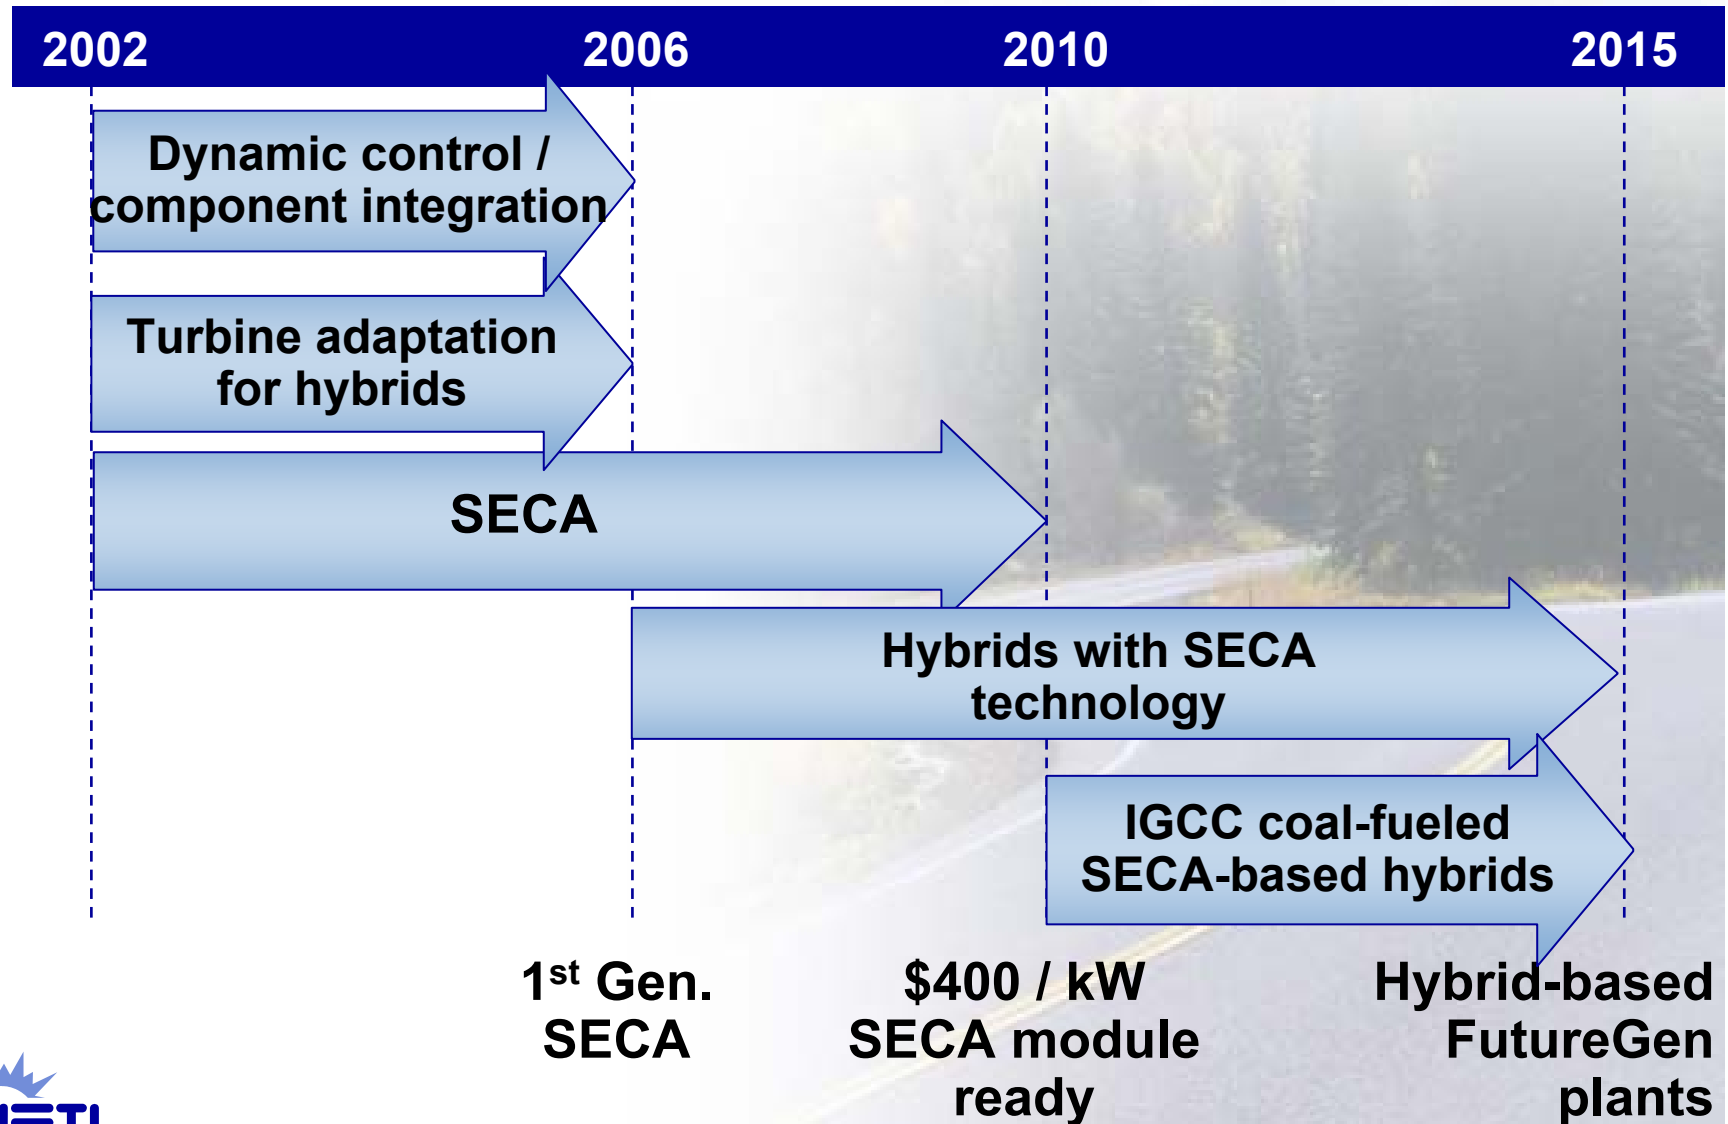 2002 2006 2010 2015
Dynamic control /
component integration
Turbine adaptation
for hybrids
SECA
Hybrids with SECA
technology
IGCC coal-fueled
SECA-based hybrids
1st Gen.
SECA
$400 / kW
SECA module
ready
Hybrid-based
FutureGen
plants
NETL